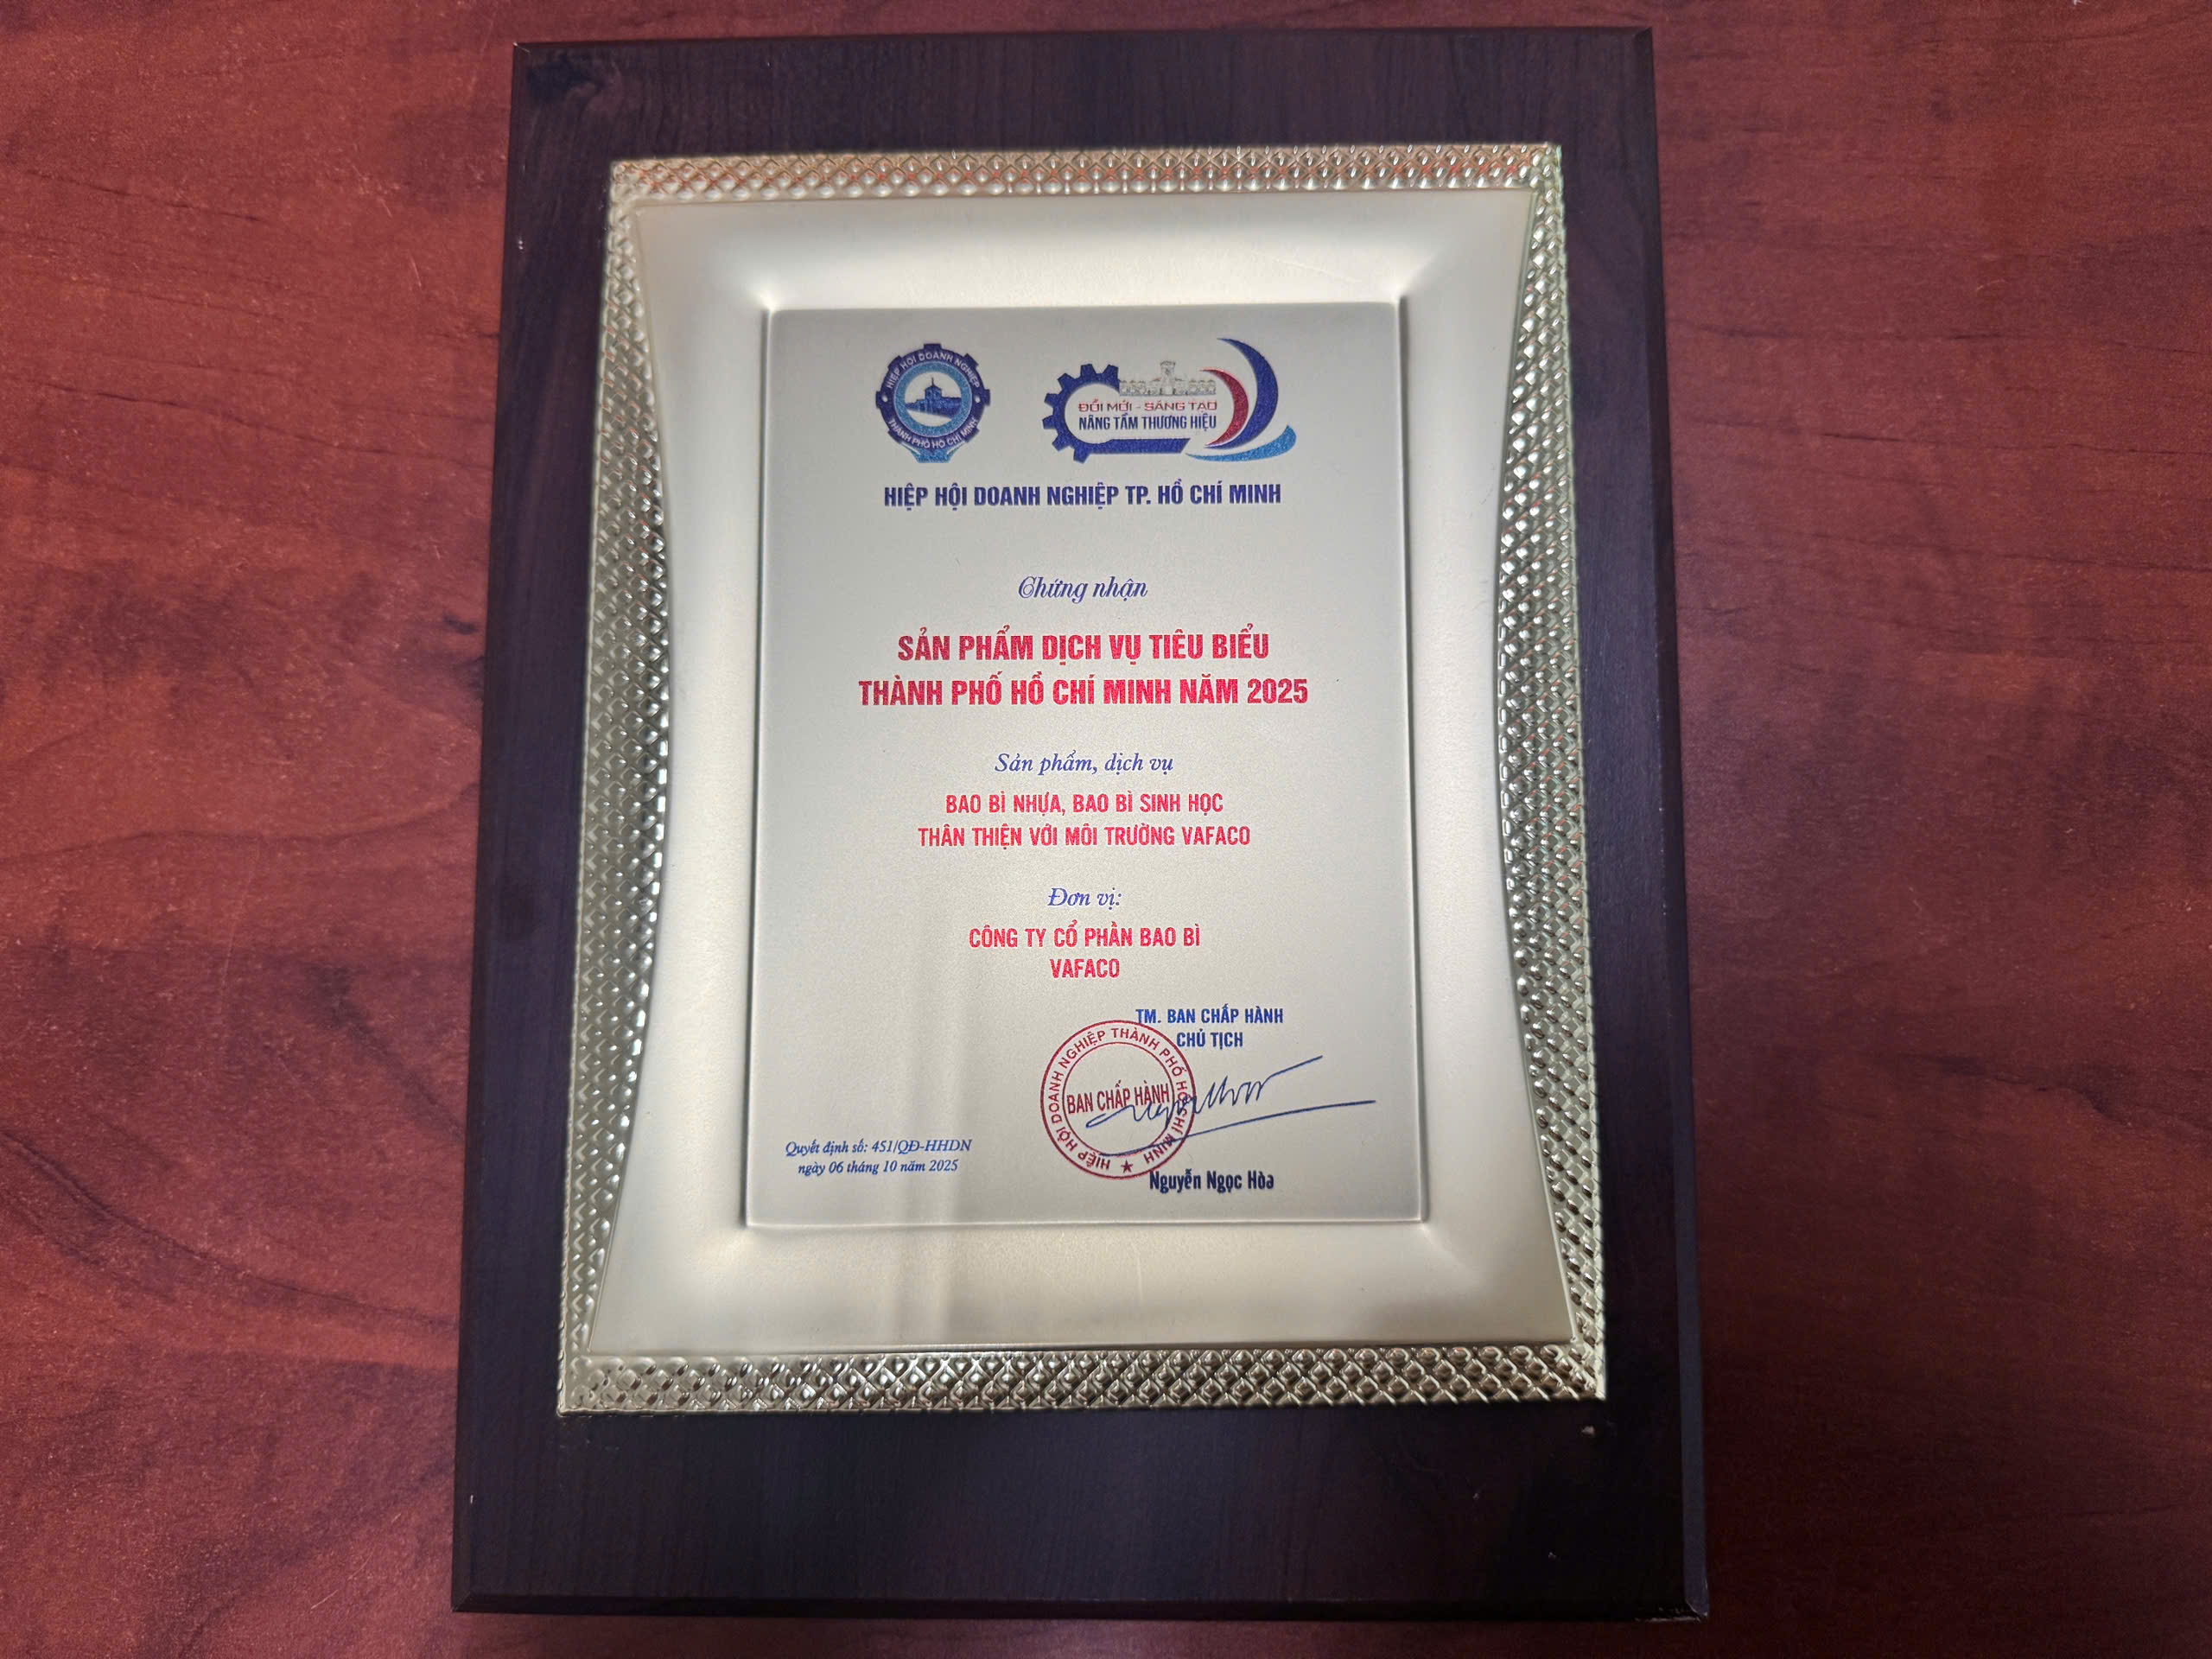 HIỆP HỘI DOANH NGHIỆP
THÀNH PHỐ HỒ CHÍ MINH
ĐỔI MỚI - SÁNG TẠO
NÂNG TẦM THƯƠNG HIỆU
HIỆP HỘI DOANH NGHIỆP TP. HỒ CHÍ MINH
Chứng nhận
SẢN PHẨM DỊCH VỤ TIÊU BIỂU
THÀNH PHỐ HỒ CHÍ MINH NĂM 2025
Sản phẩm, dịch vụ
BAO BÌ NHỰA, BAO BÌ SINH HỌC
THÂN THIỆN VỚI MÔI TRƯỜNG VAFACO
Đơn vị:
CÔNG TY CỔ PHẦN BAO BÌ
VAFACO
TM. BAN CHẤP HÀNH
CHỦ TỊCH
HIỆP HỘI DOANH NGHIỆP THÀNH PHỐ HỒ CHÍ MINH
BAN CHẤP HÀNH
Quyết định số: 451/QĐ-HHDN
ngày 06 tháng 10 năm 2025
Nguyễn Ngọc Hòa